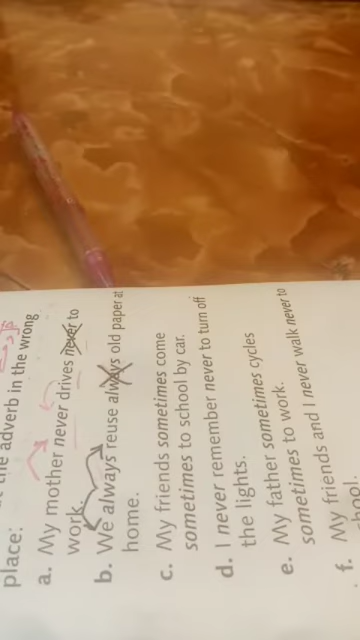 the adverb in the wrong
place:
a. My mother never drives never to
work.
b. We always reuse always old paper at
home.
c. My friends sometimes come
sometimes to school by car.
d. I never remember never to turn off
the lights.
e. My father sometimes cycles
sometimes to work.
f. My friends and I never walk never to